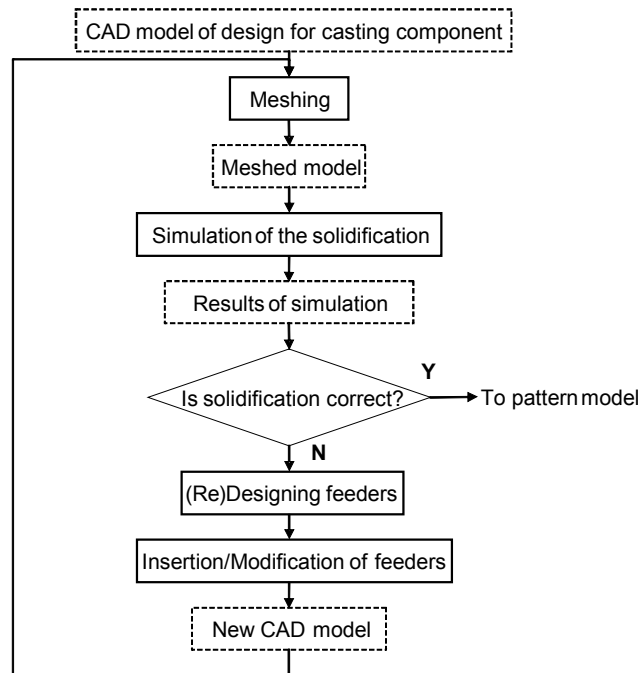 CAD model of design for casting component
Meshing
Meshed model
Simulation of the solidification
Results of simulation
Is solidification correct?
Y
To pattern model
N
(Re)Designing feeders
Insertion/Modification of feeders
New CAD model